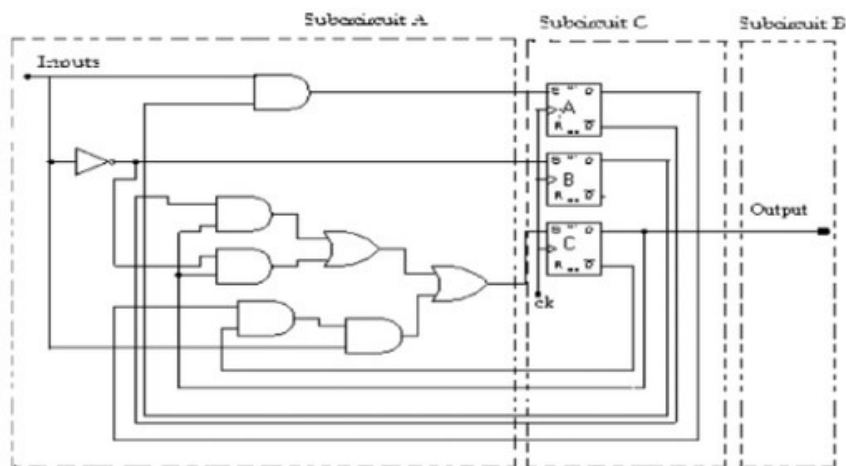 Subcircuit A
Subcircuit C
Subcircuit B
Inputs
A
B
Output
C
ck